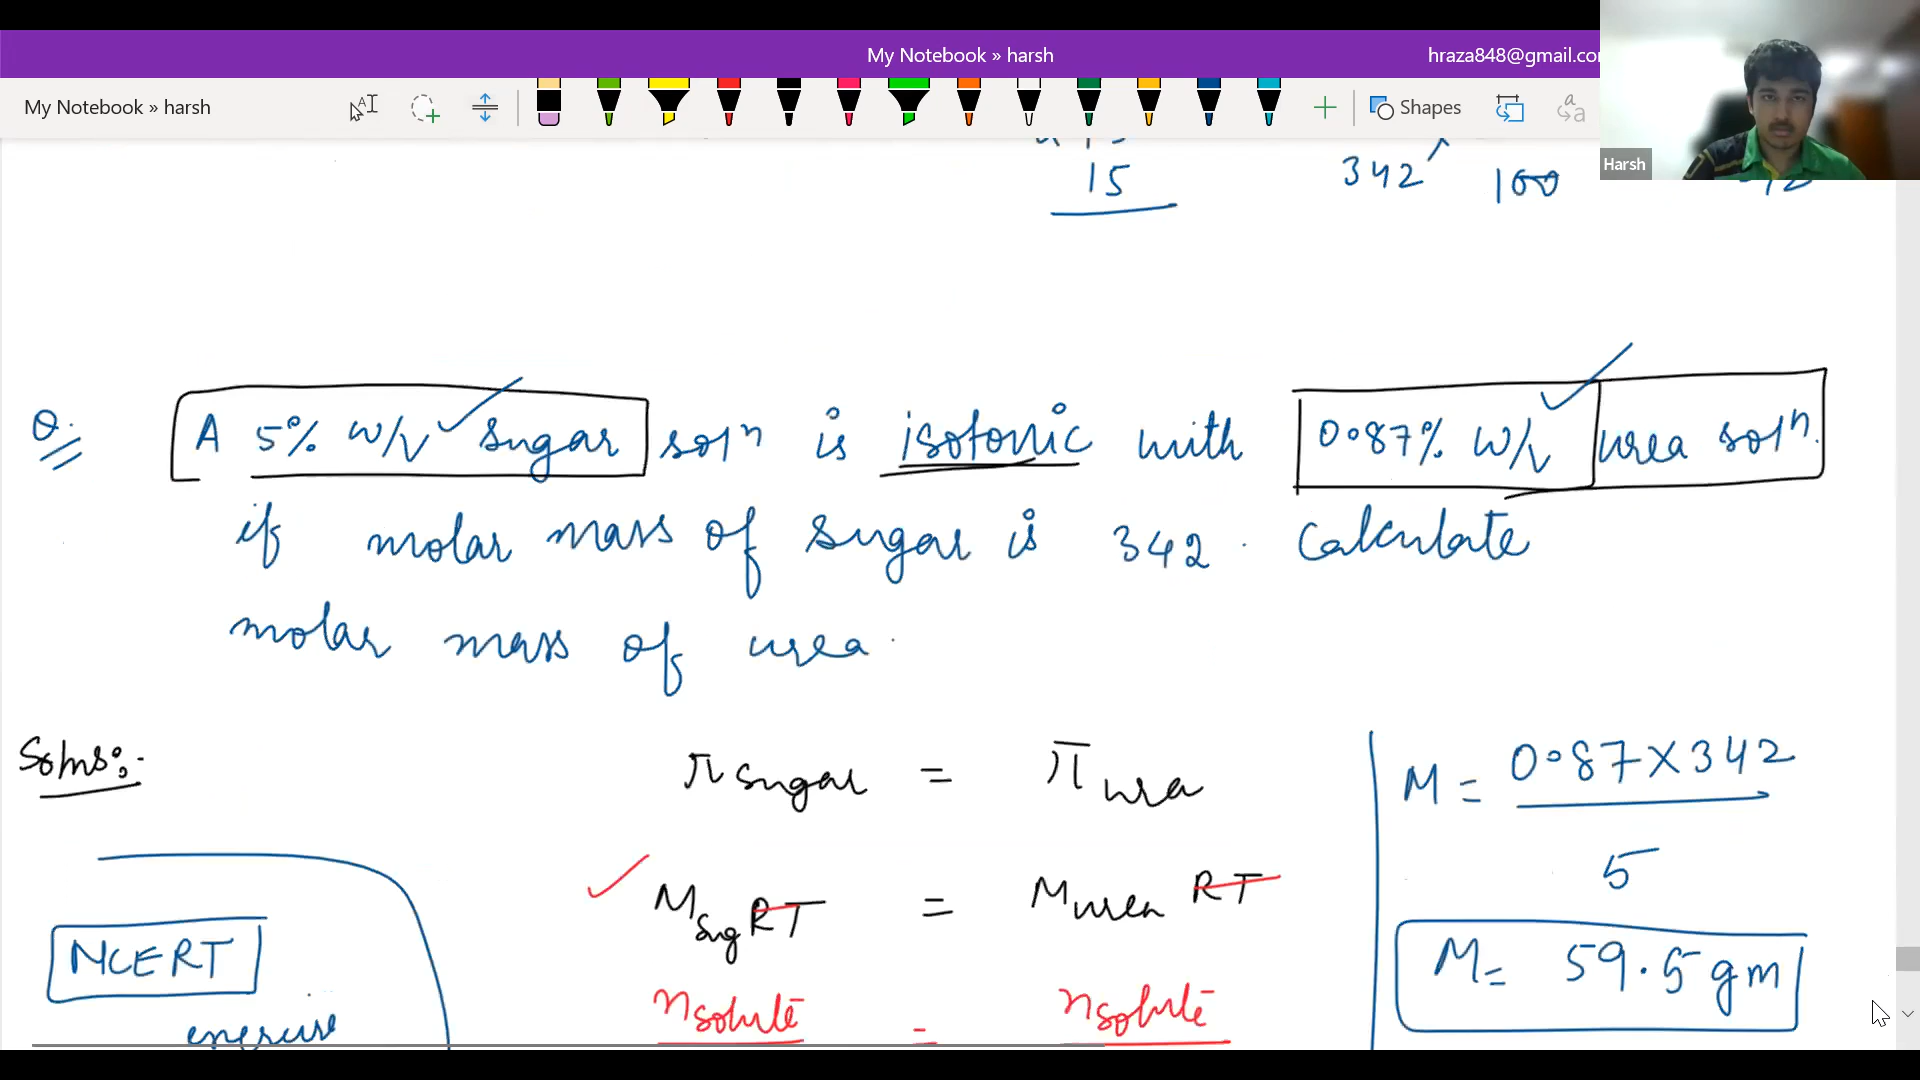 My Notebook » harsh
hraza848@gmail.co
My Notebook » harsh
Shapes
Harsh
15
342
100
Q. A 5% w/v sugar solⁿ is isotonic with 0.87% w/v urea solⁿ.
if molar mass of sugar is 342. Calculate
molar mass of urea.
Solns:-
π sugar = π urea
M = 0.87 X 342
5
M sug RT = M urea RT
NCERT
M = 59.5 gm
n solute = n solute